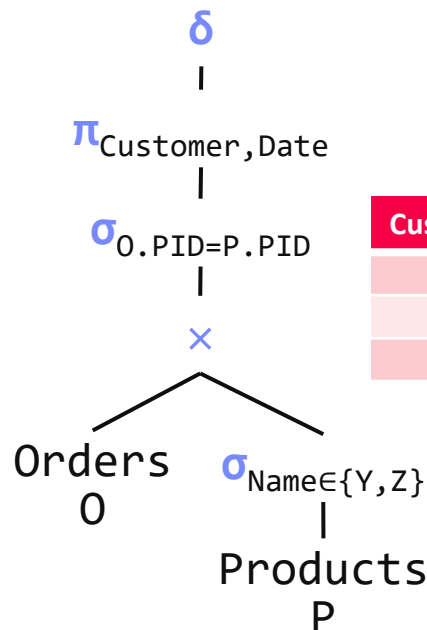 δ
πCustomer,Date
σO.PID=P.PID
Cus
×
Orders
O
σName∈{Y,Z}
Products
P